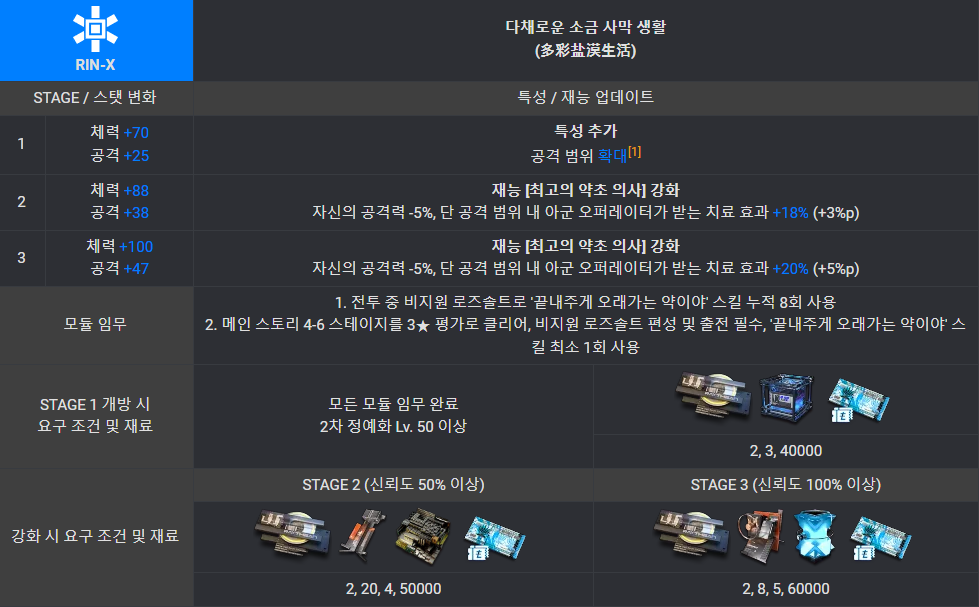 RIN-X
다채로운 소금 사막 생활
(多彩盐漠生活)
STAGE / 스탯 변화
특성 / 재능 업데이트
1
체력 +70
공격 +25
특성 추가
공격 범위 확대[1]
2
체력 +88
공격 +38
재능 [최고의 약초 의사] 강화
자신의 공격력 -5%, 단 공격 범위 내 아군 오퍼레이터가 받는 치료 효과 +18% (+3%p)
3
체력 +100
공격 +47
재능 [최고의 약초 의사] 강화
자신의 공격력 -5%, 단 공격 범위 내 아군 오퍼레이터가 받는 치료 효과 +20% (+5%p)
모듈 임무
1. 전투 중 비지원 로즈솔트로 '끝내주게 오래가는 약이야' 스킬 누적 8회 사용
2. 메인 스토리 4-6 스테이지를 3★ 평가로 클리어, 비지원 로즈솔트 편성 및 출전 필수, '끝내주게 오래가는 약이야' 스
킬 최소 1회 사용
STAGE 1 개방 시
요구 조건 및 재료
모든 모듈 임무 완료
2차 정예화 Lv. 50 이상
2, 3, 40000
강화 시 요구 조건 및 재료
STAGE 2 (신뢰도 50% 이상)
STAGE 3 (신뢰도 100% 이상)
2, 20, 4, 50000
2, 8, 5, 60000